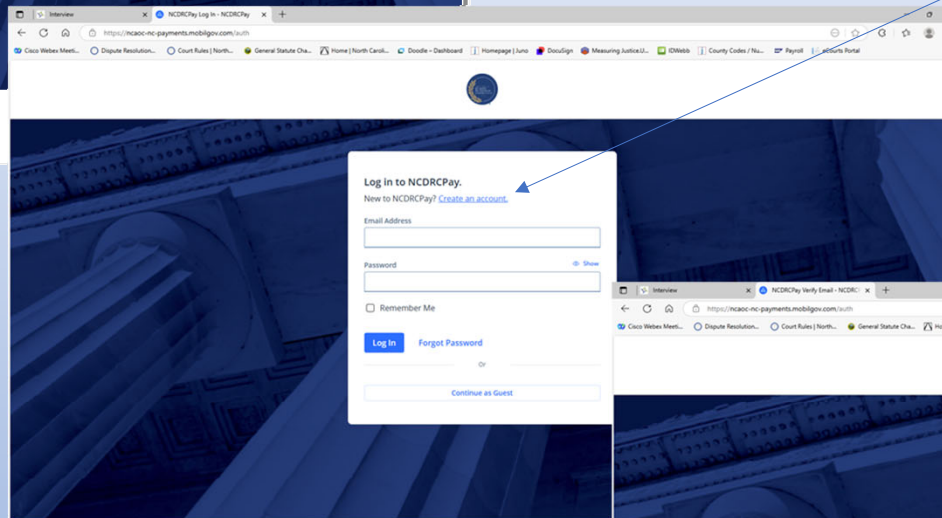 Interview
NCDRCPay Log In - NCDRCPay
https://ncaoc-nc-payments.mobilgov.com/auth
Cisco Webex Meeti... Dispute Resolution... Court Rules | North... General Statute Cha... Home | North Caroli... Doodle – Dashboard Homepage | Juno DocuSign Measuring Justice.U... IDWebb County Codes / Nu... Payroll eCourts Portal
Log in to NCDRCPay.
New to NCDRCPay? Create an account.
Email Address
Password Show
Remember Me
Log In Forgot Password
Or
Continue as Guest
Interview
NCDRCPay Verify Email - NCDRC
https://ncaoc-nc-payments.mobilgov.com/auth
Cisco Webex Meeti... Dispute Resolution... Court Rules | North... General Statute Cha... Ho